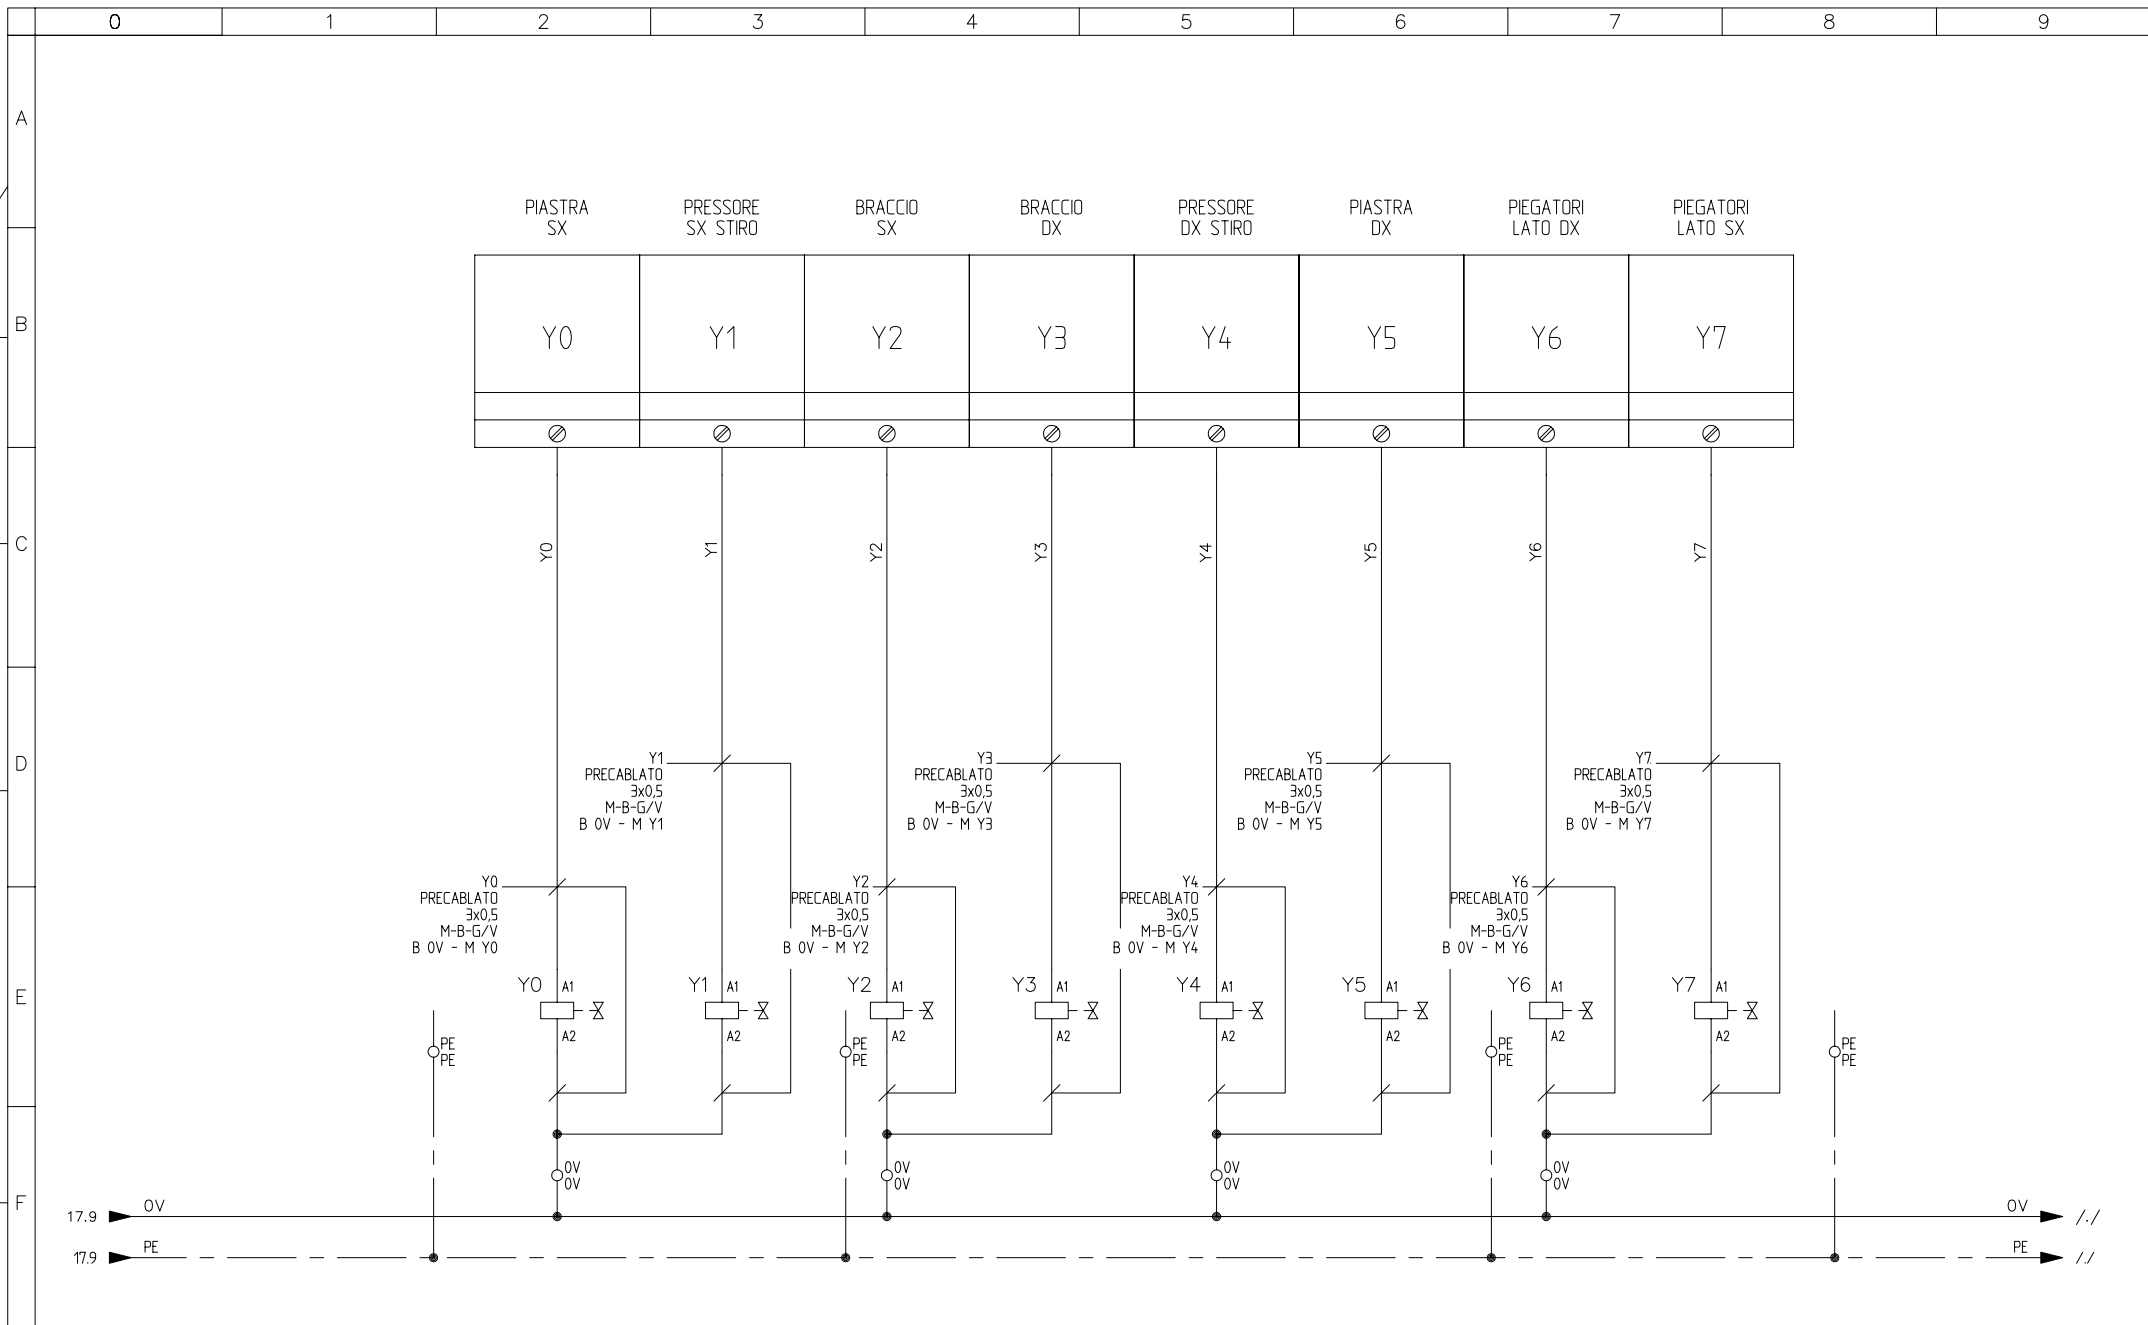 0 1 2 3 4 5 6 7 8 9
A
PIASTRA
SX
PRESSORE
SX STIRO
BRACCIO
SX
BRACCIO
DX
PRESSORE
DX STIRO
PIASTRA
DX
PIEGATORI
LATO DX
PIEGATORI
LATO SX
B
Y0 Y1 Y2 Y3 Y4 Y5 Y6 Y7
C
Y0 Y1 Y2 Y3 Y4 Y5 Y6 Y7
D
Y1
PRECABLATO
3x0,5
M-B-G/V
B 0V - M Y1
Y3
PRECABLATO
3x0,5
M-B-G/V
B 0V - M Y3
Y5
PRECABLATO
3x0,5
M-B-G/V
B 0V - M Y5
Y7
PRECABLATO
3x0,5
M-B-G/V
B 0V - M Y7
Y0
PRECABLATO
3x0,5
M-B-G/V
B 0V - M Y0
Y2
PRECABLATO
3x0,5
M-B-G/V
B 0V - M Y2
Y4
PRECABLATO
3x0,5
M-B-G/V
B 0V - M Y4
Y6
PRECABLATO
3x0,5
M-B-G/V
B 0V - M Y6
E
Y0 A1 Y1 A1 Y2 A1 Y3 A1 Y4 A1 Y5 A1 Y6 A1 Y7 A1
A2 A2 A2 A2 A2 A2 A2 A2
PE PE PE PE
PE PE PE PE
0V 0V 0V 0V
0V 0V 0V 0V
F
17.9 0V 0V /./
17.9 PE PE /./